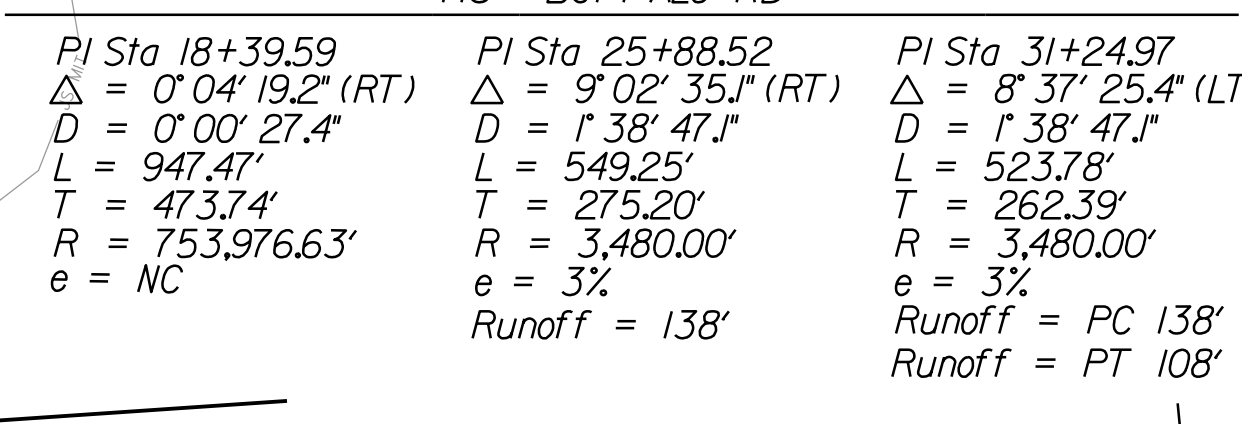 PI Sta 18+39.59
△ = 0° 04' 19.2" (RT)
D = 0° 00' 27.4"
L = 947.47'
T = 473.74'
R = 753,976.63'
e = NC
PI Sta 25+88.52
△ = 9° 02' 35.1" (RT)
D = 1° 38' 47.1"
L = 549.25'
T = 275.20'
R = 3,480.00'
e = 3%
Runoff = 138'
PI Sta 31+24.97
△ = 8° 37' 25.4" (LT
D = 1° 38' 47.1"
L = 523.78'
T = 262.39'
R = 3,480.00'
e = 3%
Runoff = PC 138'
Runoff = PT 108'